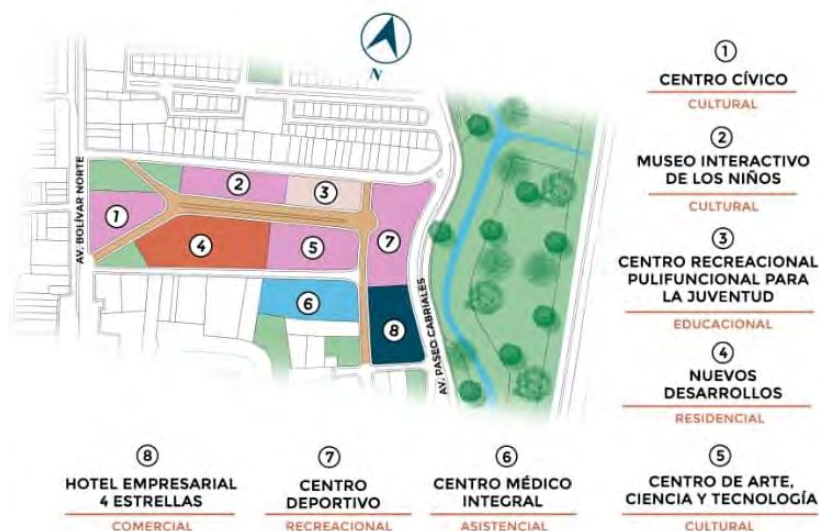 N
AV. BOLÍVAR NORTE
AV. PASEO CABRIALES
1
2
3
4
5
6
7
8
1
CENTRO CÍVICO
CULTURAL
2
MUSEO INTERACTIVO
DE LOS NIÑOS
CULTURAL
3
CENTRO RECREACIONAL
PULIFUNCIONAL PARA
LA JUVENTUD
EDUCACIONAL
4
NUEVOS
DESARROLLOS
RESIDENCIAL
8
HOTEL EMPRESARIAL
4 ESTRELLAS
COMERCIAL
7
CENTRO
DEPORTIVO
RECREACIONAL
6
CENTRO MÉDICO
INTEGRAL
ASISTENCIAL
5
CENTRO DE ARTE,
CIENCIA Y TECNOLOGÍA
CULTURAL